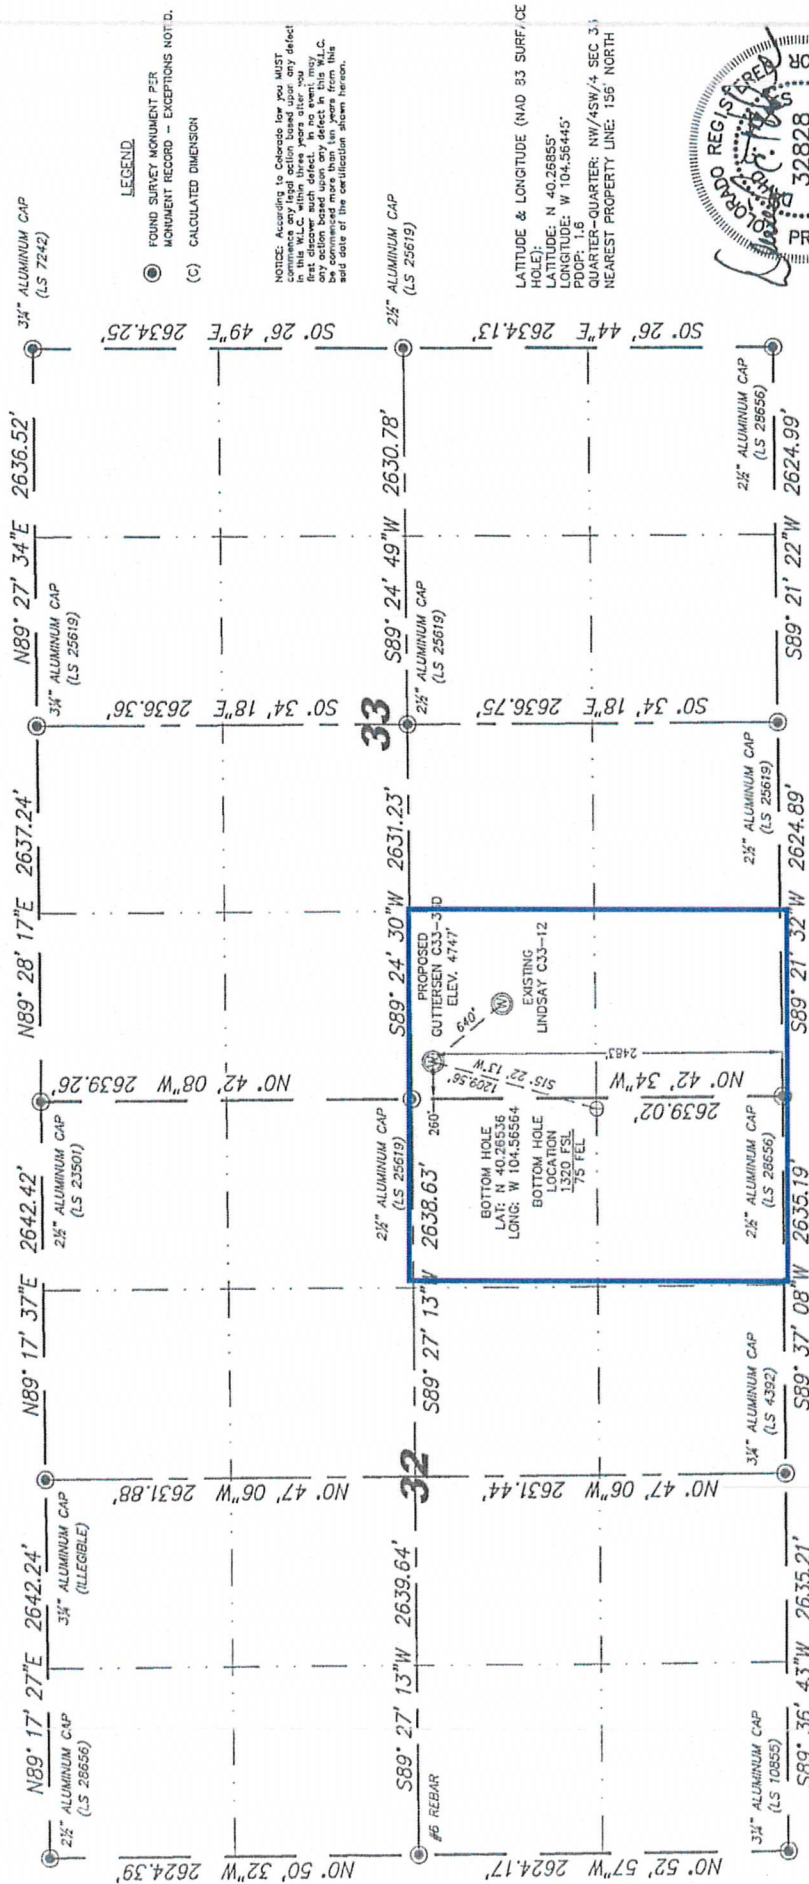 N89° 17' 27"E 2642.24'
N89° 17' 37"E 2642.42'
N89° 28' 17"E 2637.24'
N89° 27' 34"E 2636.52'
2½" ALUMINUM CAP
(LS 28656)
3¼" ALUMINUM CAP
(ILLEGIBLE)
2½" ALUMINUM CAP
(LS 23501)
3¼" ALUMINUM CAP
(LS 25619)
3¼" ALUMINUM CAP
(LS 7242)
N0° 50' 32"W 2624.39'
N0° 47' 06"W 2631.88'
N0° 42' 08"W 2639.26'
S0° 34' 18"E 2636.36'
S0° 26' 49"E 2634.25'
S89° 27' 13"W 2639.64'
32
S89° 27' 13"W 2638.63'
S89° 24' 30"W 2631.23'
33
S89° 24' 49"W 2630.78'
#6 REBAR
2½" ALUMINUM CAP
(LS 25619)
2½" ALUMINUM CAP
(LS 25619)
2½" ALUMINUM CAP
(LS 25619)
PROPOSED
GUTTERSEN
ELEV. 4747'
640'
EXISTING
LINDSAY C33-12
260'
S15° 22' 13"W
1209.56'
2483'
BOTTOM HOLE
LAT: N 40.26536
LONG: W 104.56564
BOTTOM HOLE
LOCATION
1320 FSL
75 FEL
N0° 52' 57"W 2624.17'
N0° 47' 06"W 2631.44'
N0° 42' 34"W
2639.02'
S0° 34' 18"E 2636.75'
S0° 26' 44"E 2634.13'
3¼" ALUMINUM CAP
(LS 10855)
3¼" ALUMINUM CAP
(LS 4392)
2½" ALUMINUM CAP
(LS 28656)
2½" ALUMINUM CAP
(LS 25619)
2½" ALUMINUM CAP
(LS 28656)
S89° 36' 43"W 2635.21'
S89° 37' 08"W 2635.19'
S89° 21' 32"W 2624.89'
S89° 21' 22"W 2624.99'
LEGEND
FOUND SURVEY MONUMENT PER
MONUMENT RECORD – EXCEPTIONS NOTED.
(C) CALCULATED DIMENSION
NOTICE: According to Colorado law you MUST
commence any legal action based upon any defect
in this W.L.C. within three years after you
first discover such defect. In no event may
any action based upon any defect in this W.L.C.
be commenced more than ten years from this
said date of the certification shown hereon.
LATITUDE & LONGITUDE (NAD 83 SURFACE
HOLE):
LATITUDE: N 40.26855°
LONGITUDE: W 104.56445°
PDOP: 1.6
QUARTER-QUARTER: NW/4SW/4 SEC
NEAREST PROPERTY LINE: 156' NORTH
COLORADO REGISTERED
32828